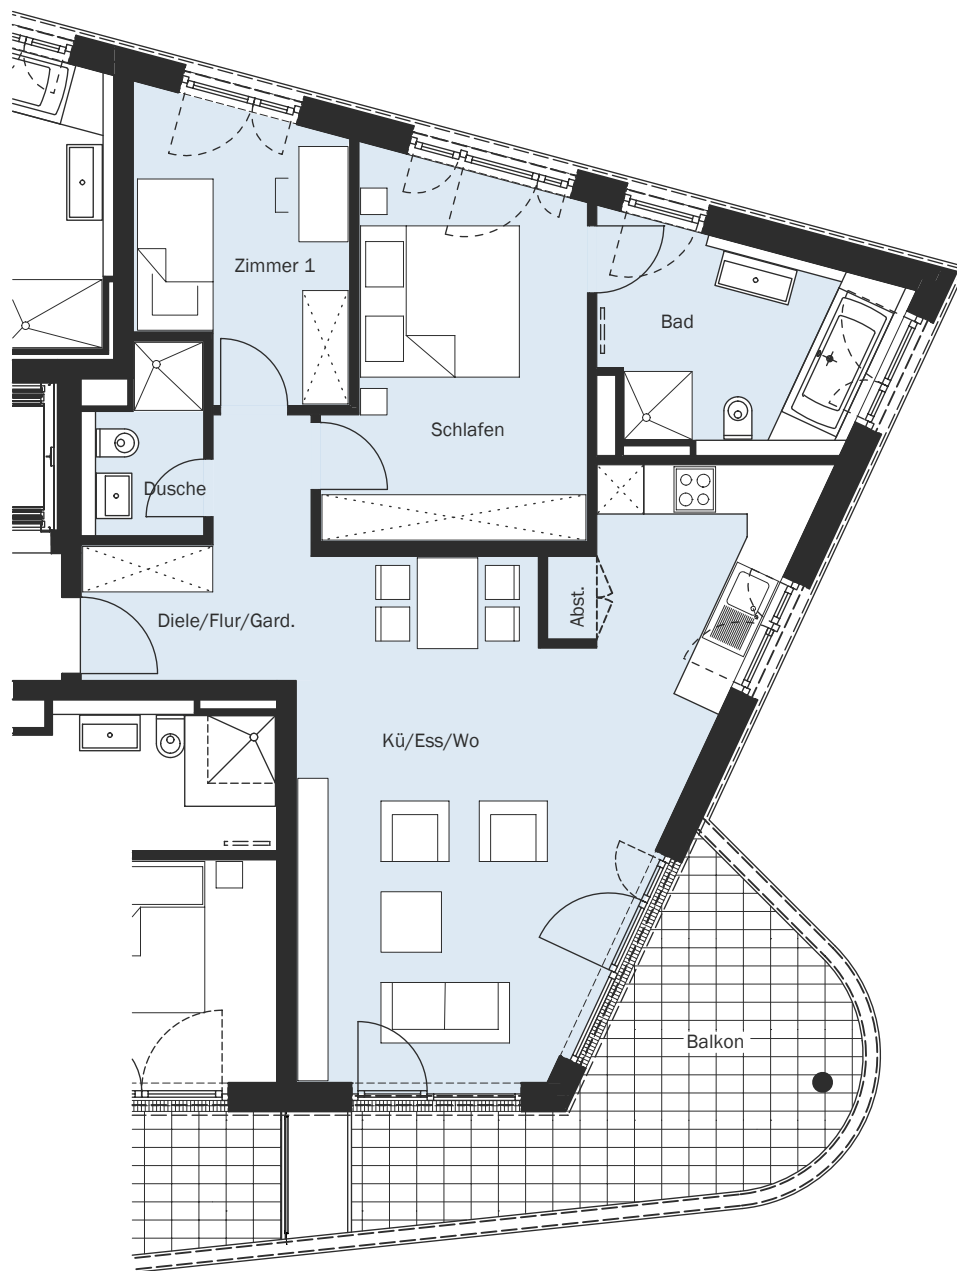 Zimmer 1
Bad
Schlafen
Dusche
Abst.
Diele/Flur/Gard.
Kü/Ess/Wo
Balkon